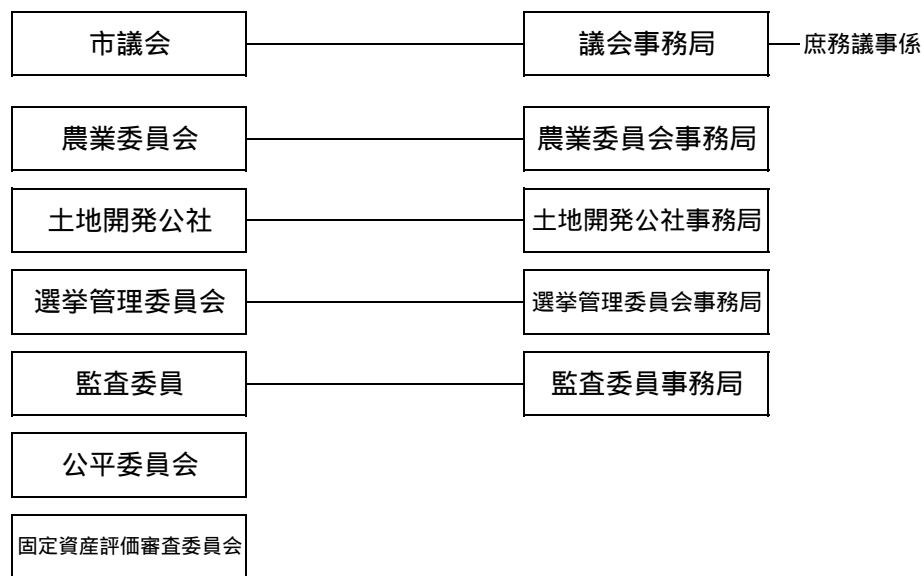 市議会
議会事務局
庶務議事係
農業委員会
農業委員会事務局
土地開発公社
土地開発公社事務局
選挙管理委員会
選挙管理委員会事務局
監査委員
監査委員事務局
公平委員会
固定資産評価審査委員会